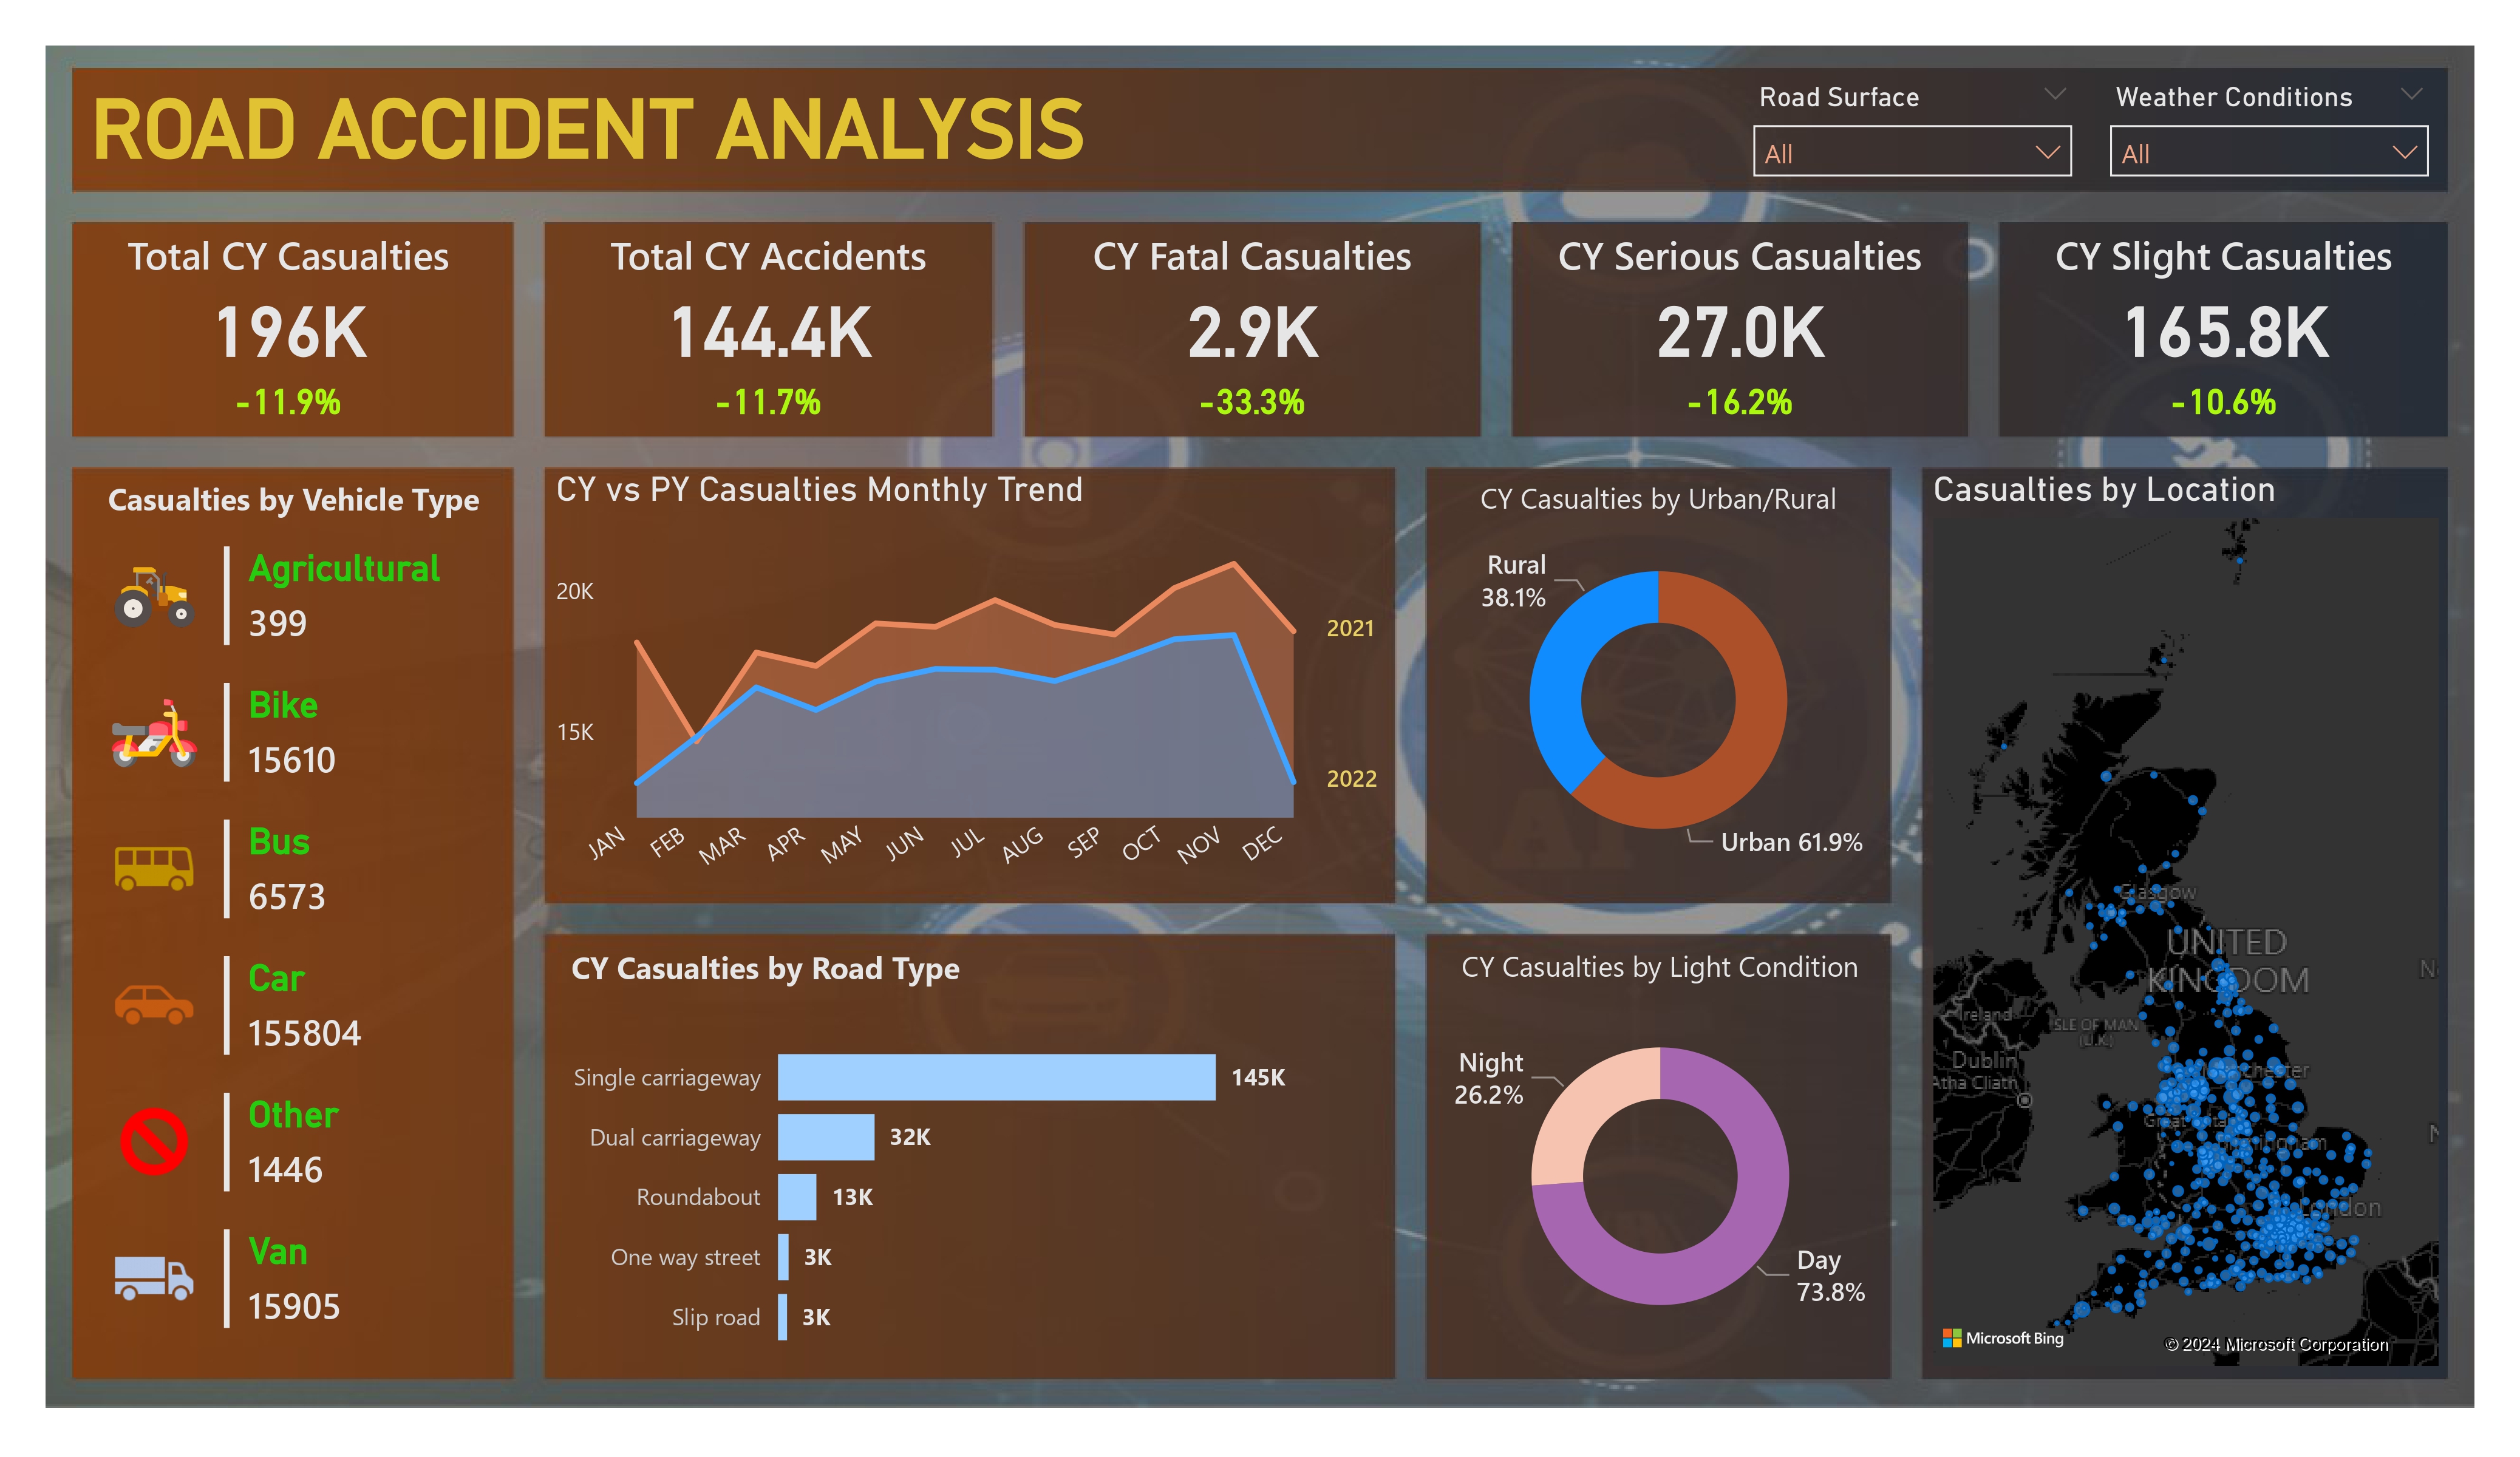 ROAD ACCIDENT ANALYSIS
Road Surface
All
Weather Conditions
All
Total CY Casualties
196K
-11.9%
Total CY Accidents
144.4K
-11.7%
CY Fatal Casualties
2.9K
-33.3%
CY Serious Casualties
27.0K
-16.2%
CY Slight Casualties
165.8K
-10.6%
Casualties by Vehicle Type
Agricultural
399
Bike
15610
Bus
6573
Car
155804
Other
1446
Van
15905
CY vs PY Casualties Monthly Trend
20K
15K
2021
2022
JAN
FEB
MAR
APR
MAY
JUN
JUL
AUG
SEP
OCT
NOV
DEC
CY Casualties by Urban/Rural
Rural
38.1%
Urban 61.9%
CY Casualties by Road Type
Single carriageway
145K
Dual carriageway
32K
Roundabout
13K
One way street
3K
Slip road
3K
CY Casualties by Light Condition
Night
26.2%
Day
73.8%
Casualties by Location
Glasgow
UNITED
KINGDOM
Ireland
SLE OF MAN
(U.K.)
Dublin
Atha Cliath
London
Microsoft Bing
© 2024 Microsoft Corporation